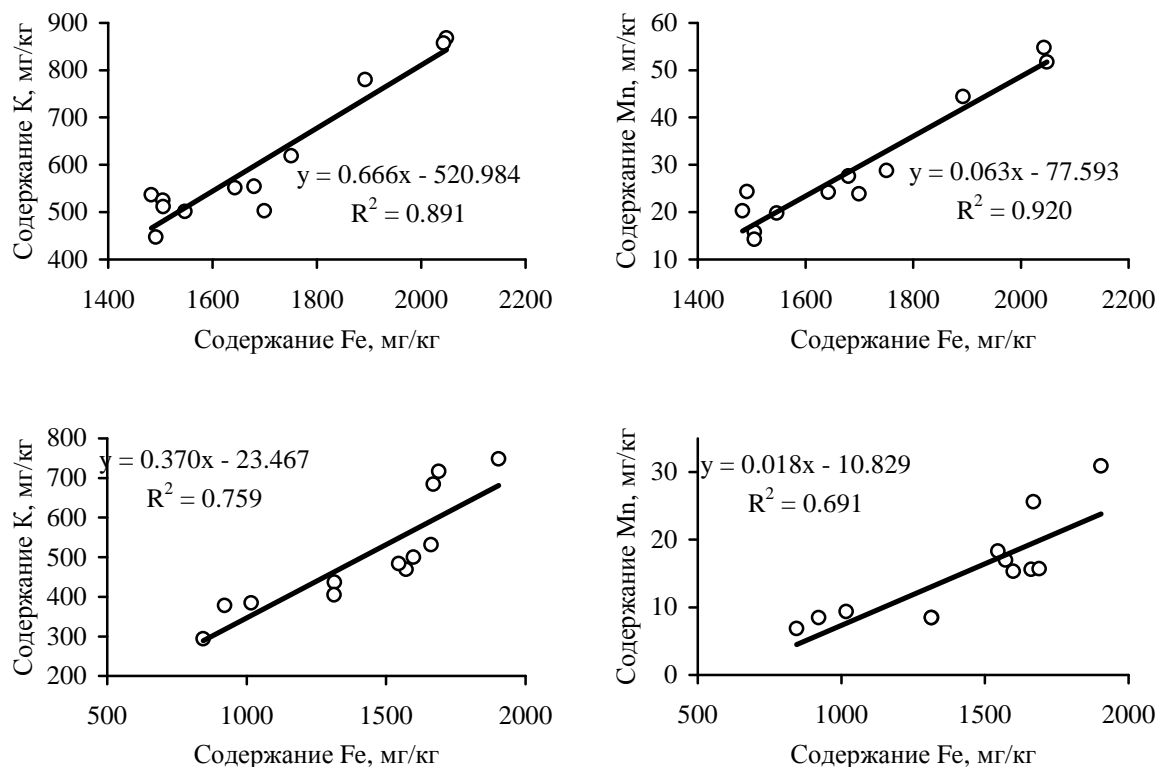 900
800
700
600
500
400
Содержание K, мг/кг
y = 0.666x - 520.984
R² = 0.891
1400 1600 1800 2000 2200
Содержание Fe, мг/кг
60
50
40
30
20
10
Содержание Mn, мг/кг
y = 0.063x - 77.593
R² = 0.920
1400 1600 1800 2000 2200
Содержание Fe, мг/кг
800
700
600
500
400
300
200
Содержание K, мг/кг
y = 0.370x - 23.467
R² = 0.759
500 1000 1500 2000
Содержание Fe, мг/кг
30
20
10
0
Содержание Mn, мг/кг
y = 0.018x - 10.829
R² = 0.691
500 1000 1500 2000
Содержание Fe, мг/кг